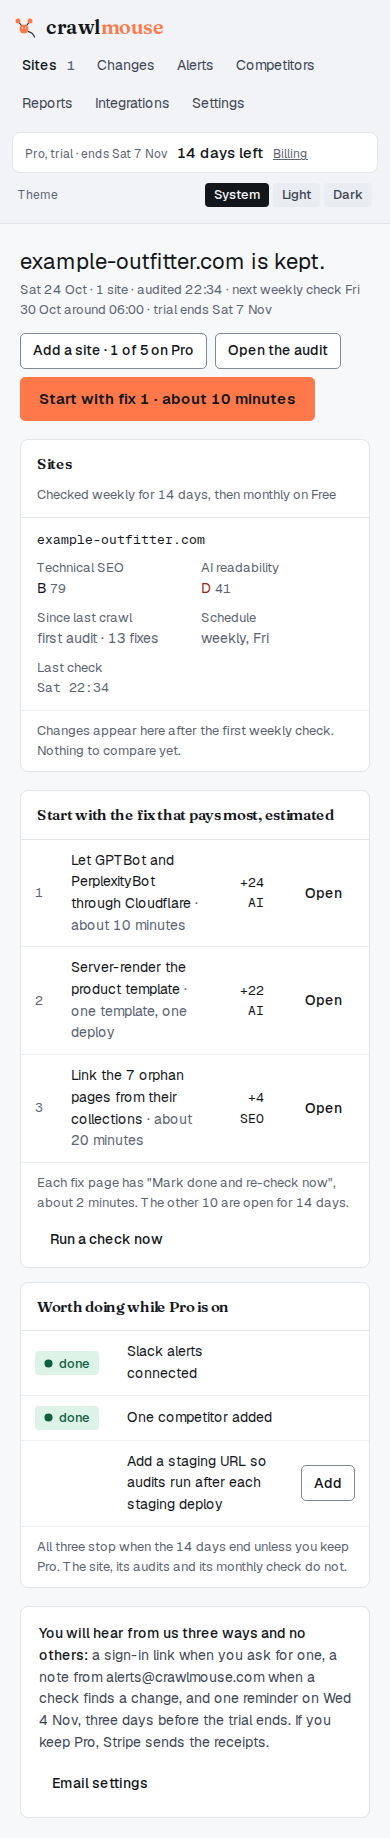 crawlmouse
Sites 1 Changes Alerts Competitors
Reports Integrations Settings
Pro, trial · ends Sat 7 Nov 14 days left Billing
Theme System Light Dark
example-outfitter.com is kept.
Sat 24 Oct · 1 site · audited 22:34 · next weekly check Fri
30 Oct around 06:00 · trial ends Sat 7 Nov
Add a site · 1 of 5 on Pro Open the audit
Start with fix 1 · about 10 minutes
Sites
Checked weekly for 14 days, then monthly on Free
example-outfitter.com
Technical SEO AI readability
B 79 D 41
Since last crawl Schedule
first audit · 13 fixes weekly, Fri
Last check
Sat 22:34
Changes appear here after the first weekly check.
Nothing to compare yet.
Start with the fix that pays most, estimated
Let GPTBot and
PerplexityBot +24
1 through Cloudflare · AI Open
about 10 minutes
Server-render the
product template · +22
2 one template, one AI Open
deploy
Link the 7 orphan
pages from their +4
3 collections · about SEO Open
20 minutes
Each fix page has "Mark done and re-check now",
about 2 minutes. The other 10 are open for 14 days.
Run a check now
Worth doing while Pro is on
done Slack alerts
connected
done One competitor added
Add a staging URL so
audits run after each Add
staging deploy
All three stop when the 14 days end unless you keep
Pro. The site, its audits and its monthly check do not.
You will hear from us three ways and no
others: a sign-in link when you ask for one, a
note from alerts@crawlmouse.com when a
check finds a change, and one reminder on Wed
4 Nov, three days before the trial ends. If you
keep Pro, Stripe sends the receipts.
Email settings